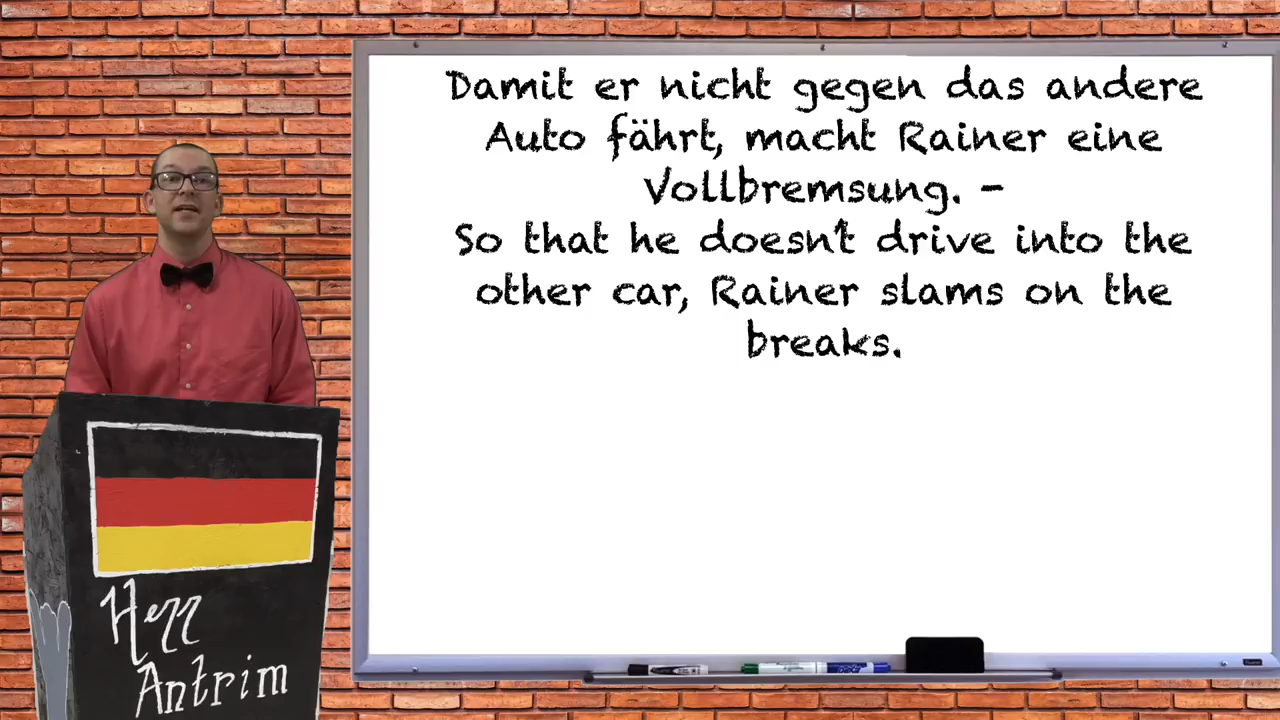 Damit er nicht gegen das andere
Auto fährt, macht Rainer eine
Vollbremsung. -
So that he doesn't drive into the
other car, Rainer slams on the
breaks.
Herr
Antrim